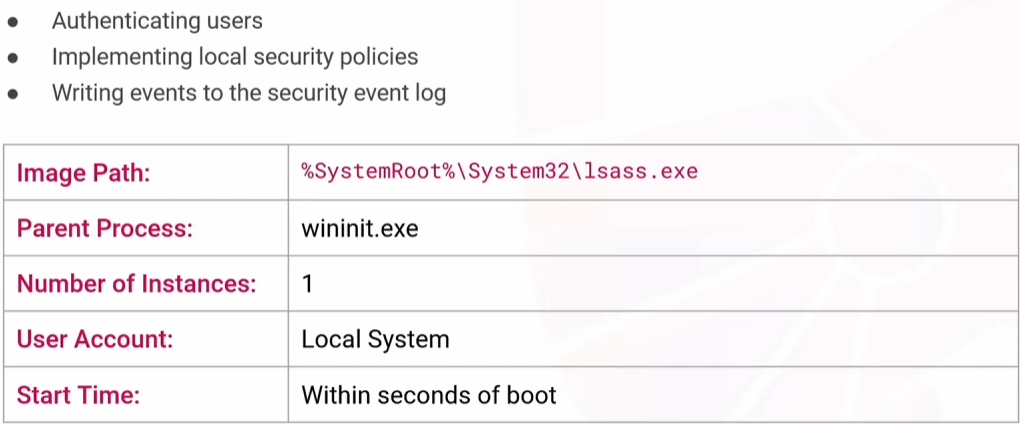 ● Authenticating users
● Implementing local security policies
● Writing events to the security event log
Image Path: %SystemRoot%\System32\lsass.exe
Parent Process: wininit.exe
Number of Instances: 1
User Account: Local System
Start Time: Within seconds of boot